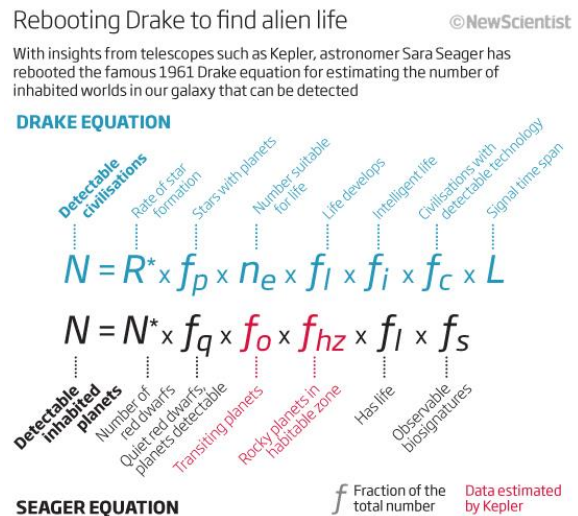 Rebooting Drake to find alien life
©NewScientist
With insights from telescopes such as Kepler, astronomer Sara Seager has
rebooted the famous 1961 Drake equation for estimating the number of
inhabited worlds in our galaxy that can be detected
DRAKE EQUATION
Detectable
civilisations
Rate of star
formation
Stars with planets
Number suitable
for life
Life develops
Intelligent life
Civilisations with
detectable technology
Signal time span
N = R* x fp x ne x fl x fi x fc x L
N = N* x fq x fo x fhz x fl x fs
Detectable
inhabited
planets
Number of
red dwarfs
Quiet red dwarfs,
planets detectable
Transiting planets
Rocky planets in
habitable zone
Has life
Observable
biosignatures
SEAGER EQUATION
f Fraction of the
total number
Data estimated
by Kepler